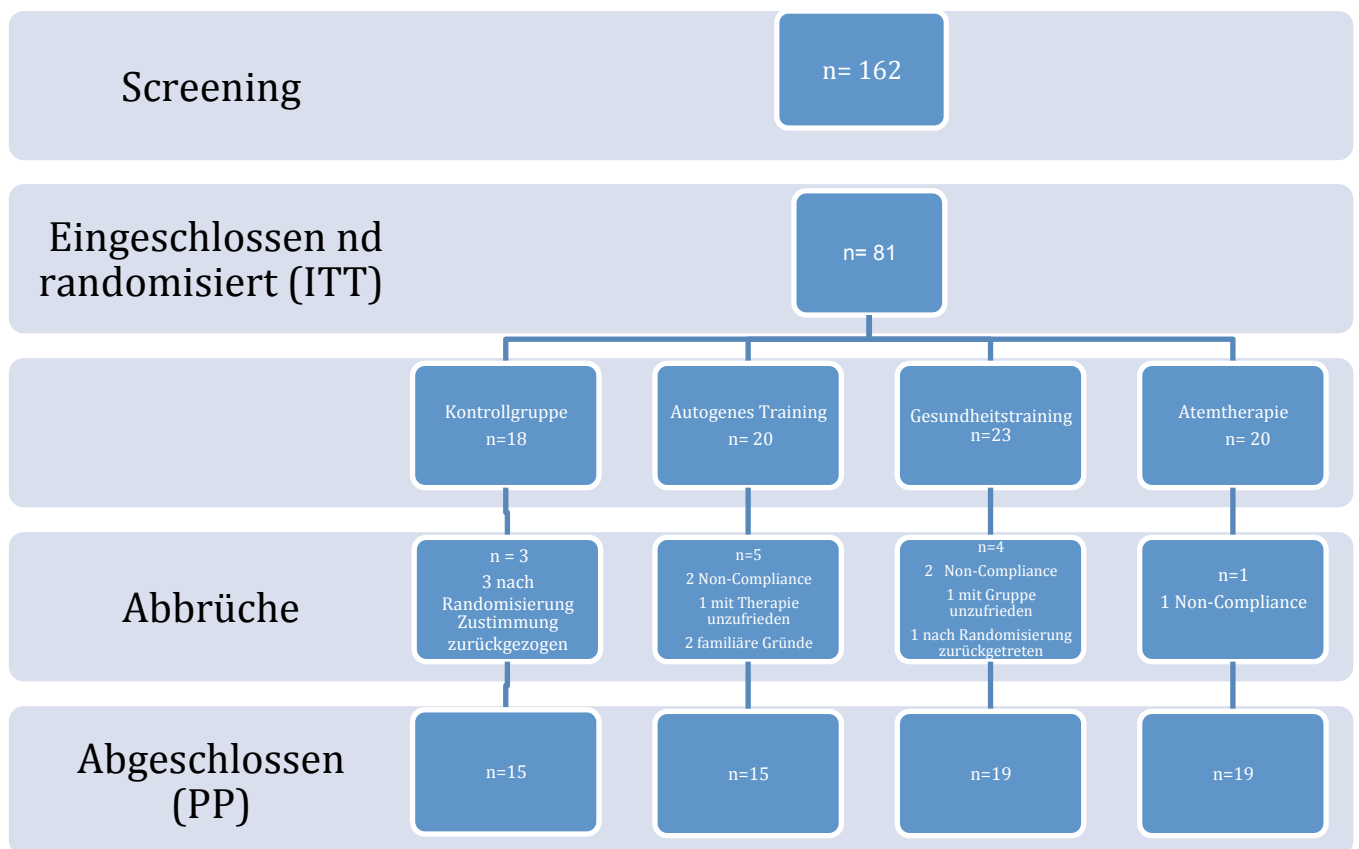 Screening
n= 162
Eingeschlossen nd
randomisiert (ITT)
n= 81
Kontrollgruppe
n=18
Autogenes Training
n= 20
Gesundheitstraining
n=23
Atemtherapie
n= 20
Abbrüche
n = 3
3 nach
Randomisierung
Zustimmung
zurückgezogen
n=5
2 Non-Compliance
1 mit Therapie
unzufrieden
2 familiäre Gründe
n=4
2 Non-Compliance
1 mit Gruppe
unzufrieden
1 nach Randomisierung
zurückgetreten
n=1
1 Non-Compliance
Abgeschlossen
(PP)
n=15
n=15
n=19
n=19